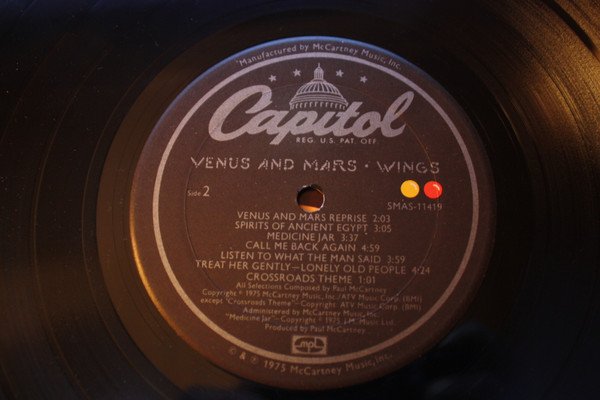 Manufactured by McCartney Music, Inc.
Capitol
REG. U.S. PAT. OFF.
VENUS AND MARS • WINGS
Side 2
SMAS-11419
VENUS AND MARS REPRISE 2:03
SPIRITS OF ANCIENT EGYPT 3:05
MEDICINE JAR 3:37
CALL ME BACK AGAIN 4:59
LISTEN TO WHAT THE MAN SAID 3:59
TREAT HER GENTLY—LONELY OLD PEOPLE 4:24
CROSSROADS THEME 1:01
All Selections Composed by Paul McCartney
Copyright © 1975 McCartney Music, Inc./ATV Music Corp. (BMI)
except "Crossroads Theme"—Copyright, ATV Music Corp. (BMI)
Administered by McCartney Music, Inc.
"Medicine Jar"—Copyright © 1975 J.M. Music Ltd.
Produced by Paul McCartney
mpl
© & ℗ 1975 McCartney Music, Inc.